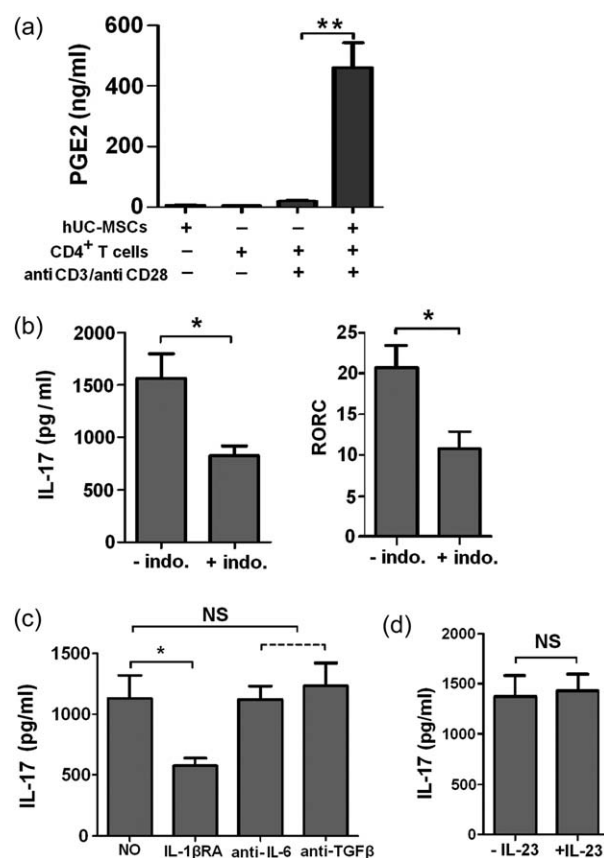 (a)
PGE2 (ng/ml)
600
400
200
0
**
hUC-MSCs + − − +
CD4+ T cells − + + +
anti CD3/anti CD28 − − + +
(b)
IL-17 (pg/ml)
2000
1500
1000
500
0
*
- indo. + indo.
RORC
25
20
15
10
5
0
*
- indo. + indo.
(c)
IL-17 (pg/ml)
1500
1000
500
0
NS
*
NO IL-1βRA anti-IL-6 anti-TGFβ
(d)
IL-17 (pg/ml)
2000
1500
1000
500
0
NS
- IL-23 +IL-23